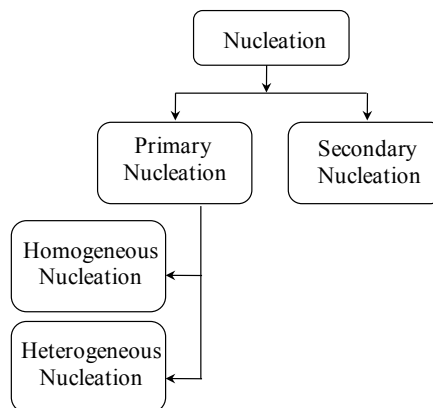 Nucleation
Primary
Nucleation
Secondary
Nucleation
Homogeneous
Nucleation
Heterogeneous
Nucleation